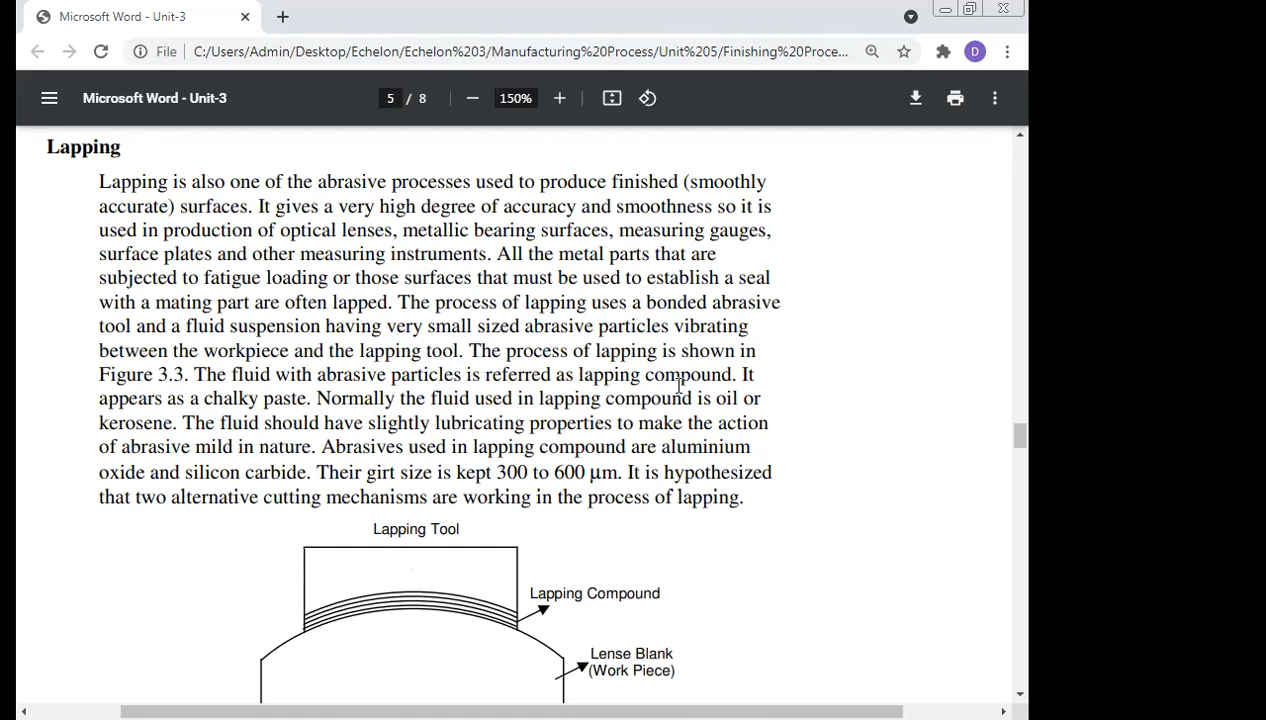 Microsoft Word - Unit-3
File C:/Users/Admin/Desktop/Echelon/Echelon%203/Manufacturing%20Process/Unit%205/Finishing%20Proce... D
Microsoft Word - Unit-3 5 / 8 150%
Lapping
Lapping is also one of the abrasive processes used to produce finished (smoothly
accurate) surfaces. It gives a very high degree of accuracy and smoothness so it is
used in production of optical lenses, metallic bearing surfaces, measuring gauges,
surface plates and other measuring instruments. All the metal parts that are
subjected to fatigue loading or those surfaces that must be used to establish a seal
with a mating part are often lapped. The process of lapping uses a bonded abrasive
tool and a fluid suspension having very small sized abrasive particles vibrating
between the workpiece and the lapping tool. The process of lapping is shown in
Figure 3.3. The fluid with abrasive particles is referred as lapping compound. It
appears as a chalky paste. Normally the fluid used in lapping compound is oil or
kerosene. The fluid should have slightly lubricating properties to make the action
of abrasive mild in nature. Abrasives used in lapping compound are aluminium
oxide and silicon carbide. Their girt size is kept 300 to 600 μm. It is hypothesized
that two alternative cutting mechanisms are working in the process of lapping.
Lapping Tool
Lapping Compound
Lense Blank
(Work Piece)